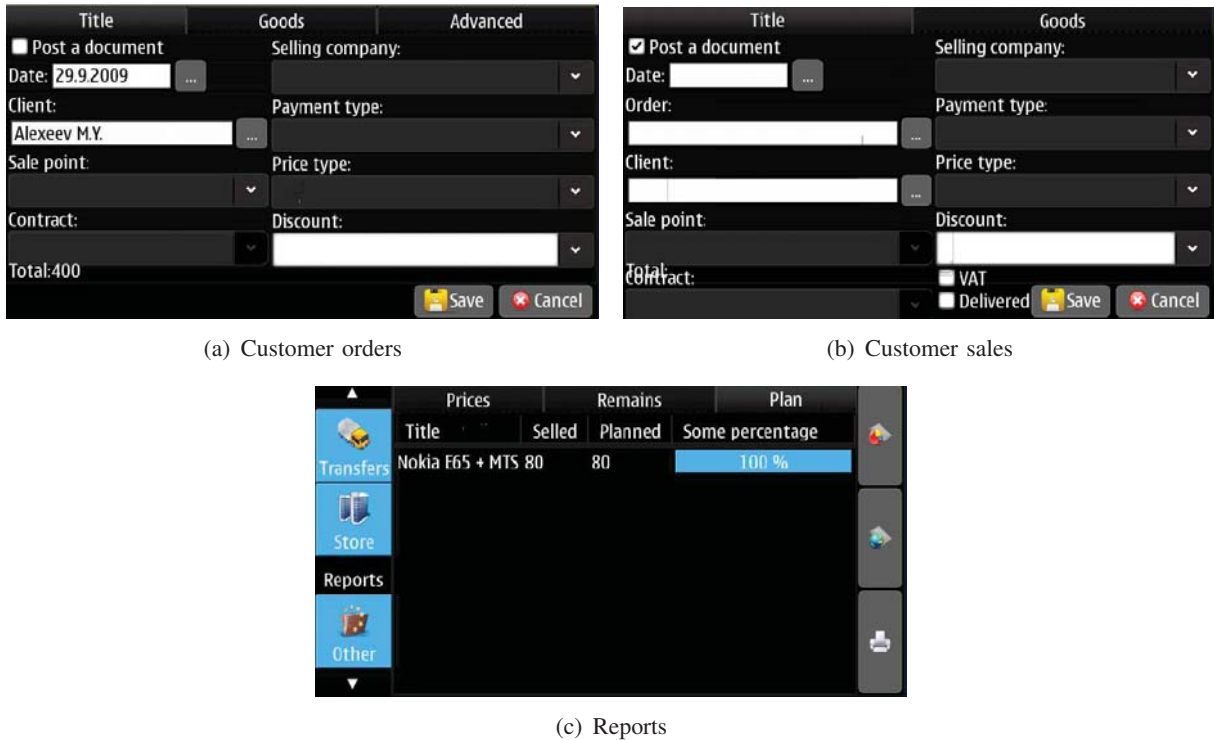 Title Goods Advanced
Post a document Selling company:
Date: 29.9.2009 ...
Client: Payment type:
Alexeev M.Y. ...
Sale point: Price type:
Contract: Discount:
Total:400
Save Cancel
(a) Customer orders
Title Goods
Post a document Selling company:
Date: ...
Order: Payment type:
...
Client: Price type:
...
Sale point: Discount:
Total:
Contract: VAT
Delivered Save Cancel
(b) Customer sales
Prices Remains Plan
Title Selled Planned Some percentage
Nokia E65 + MTS 80 80 100 %
Transfers
Store
Reports
Other
(c) Reports